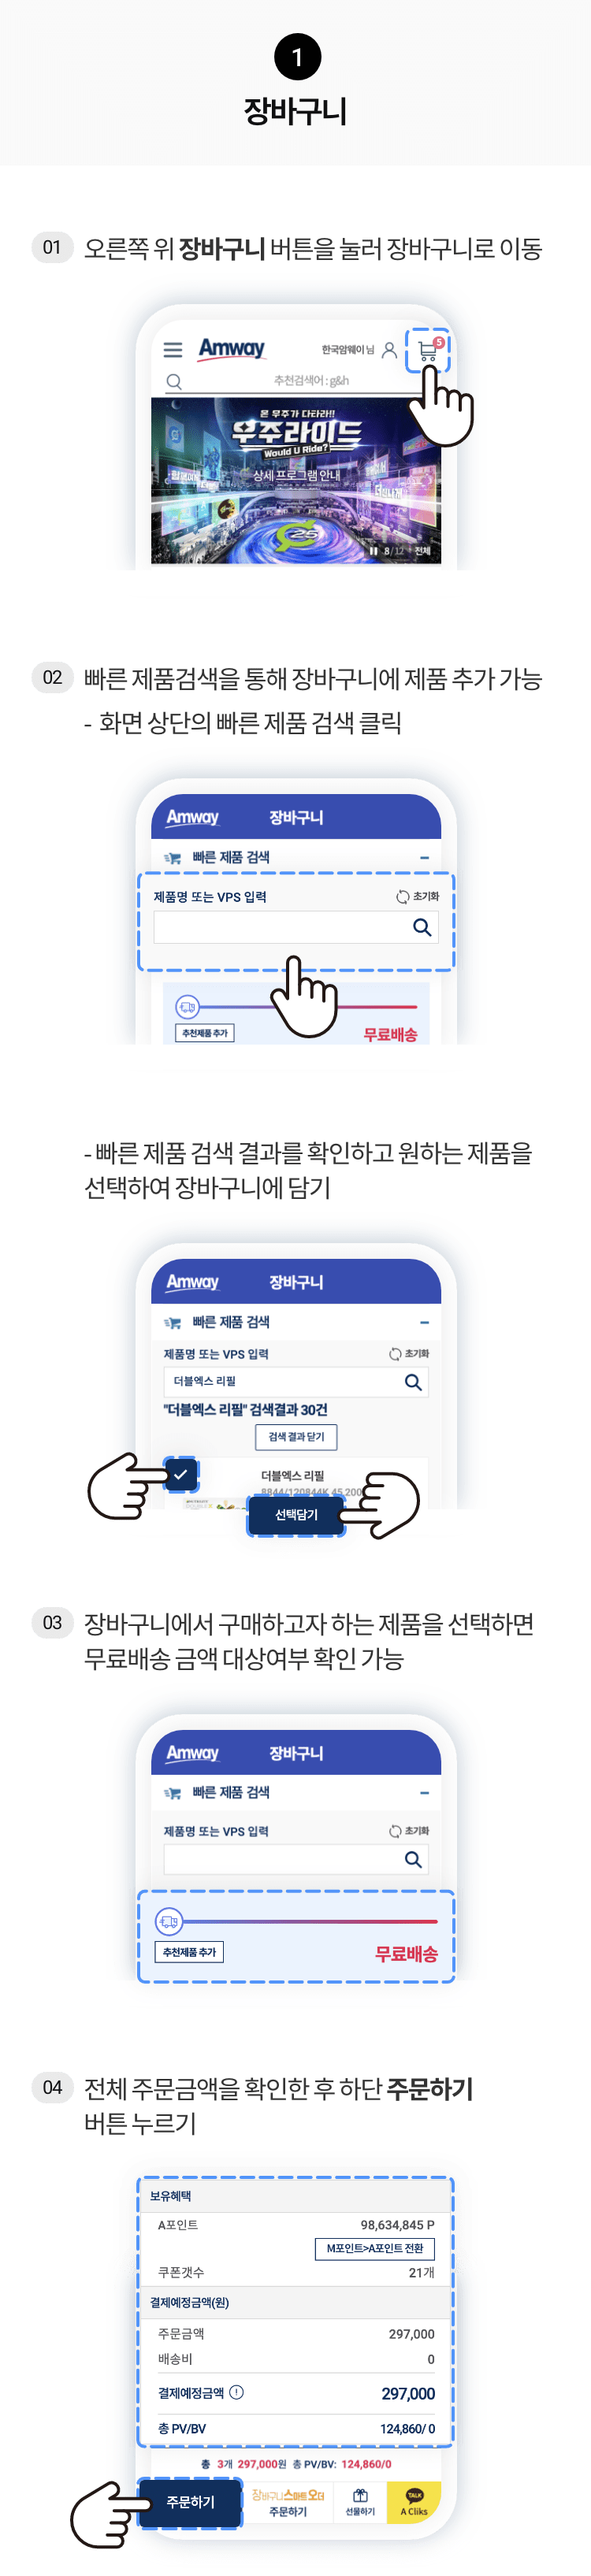 1
장바구니
01 오른쪽 위 장바구니 버튼을 눌러 장바구니로 이동
Amway 한국암웨이 님 5
추천검색어 : g&h
온 우주가 다타라!!
우주라이드
Would U Ride?
상세 프로그램 안내
25
8/12 + 전체
02 빠른 제품검색을 통해 장바구니에 제품 추가 가능
- 화면 상단의 빠른 제품 검색 클릭
Amway 장바구니
빠른 제품 검색
제품명 또는 VPS 입력 초기화
추천제품 추가 무료배송
- 빠른 제품 검색 결과를 확인하고 원하는 제품을
선택하여 장바구니에 담기
Amway 장바구니
빠른 제품 검색
제품명 또는 VPS 입력 초기화
더블엑스 리필
"더블엑스 리필" 검색결과 30건
검색 결과 닫기
더블엑스 리필
선택담기
03 장바구니에서 구매하고자 하는 제품을 선택하면
무료배송 금액 대상여부 확인 가능
Amway 장바구니
빠른 제품 검색
제품명 또는 VPS 입력 초기화
추천제품 추가 무료배송
04 전체 주문금액을 확인한 후 하단 주문하기
버튼 누르기
보유혜택
A포인트 98,634,845 P
M포인트>A포인트 전환
쿠폰갯수 21개
결제예정금액(원)
주문금액 297,000
배송비 0
결제예정금액 297,000
총 PV/BV 124,860/ 0
총 3개 297,000원 총 PV/BV: 124,860/0
주문하기 장바구니스마트 오더 주문하기 선물하기 TALK A Cliks